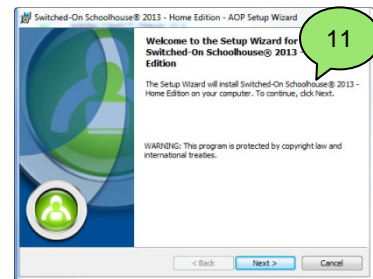 Switched-On Schoolhouse® 2013 - Home Edition - AOP Setup Wizard
11
Welcome to the Setup Wizard for
Switched-On Schoolhouse® 2013 -
Edition
The Setup Wizard will install Switched-On Schoolhouse® 2013 -
Home Edition on your computer. To continue, click Next.
WARNING: This program is protected by copyright law and
international treaties.
< Back
Next >
Cancel